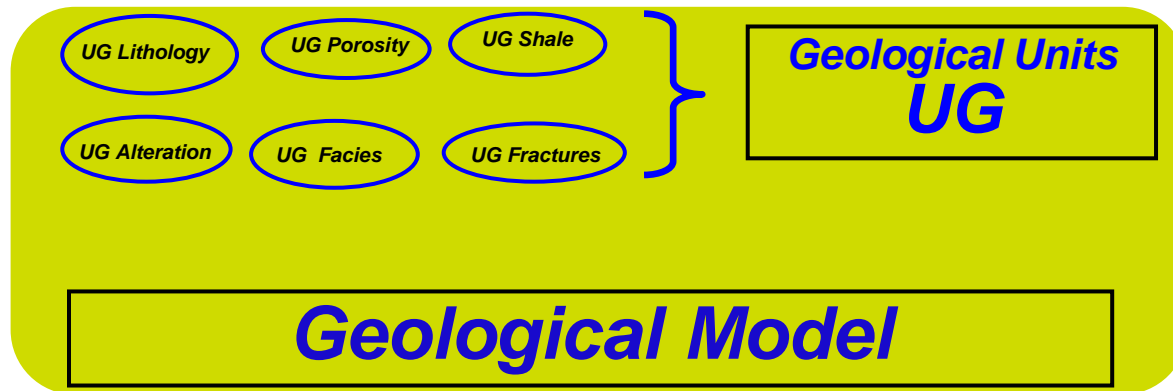 UG Lithology
UG Porosity
UG Shale
UG Alteration
UG Facies
UG Fractures
Geological Units
UG
Geological Model